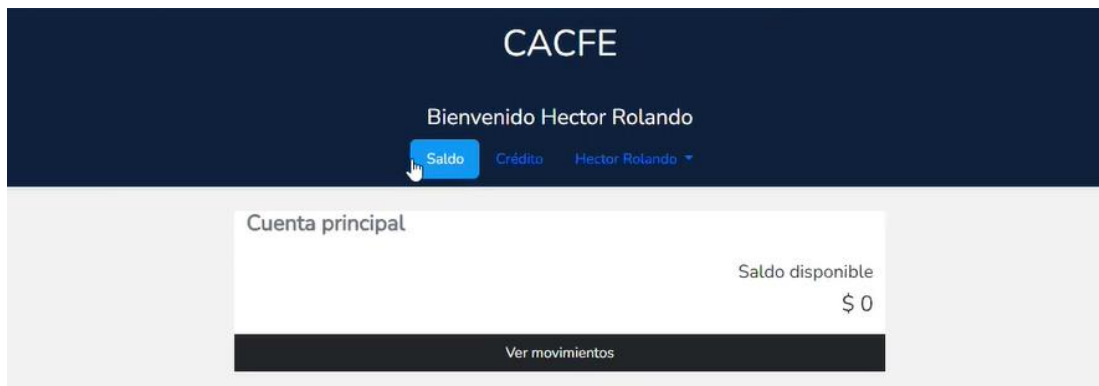 CACFE
Bienvenido Hector Rolando
Saldo Crédito Hector Rolando
Cuenta principal
Saldo disponible
$ 0
Ver movimientos